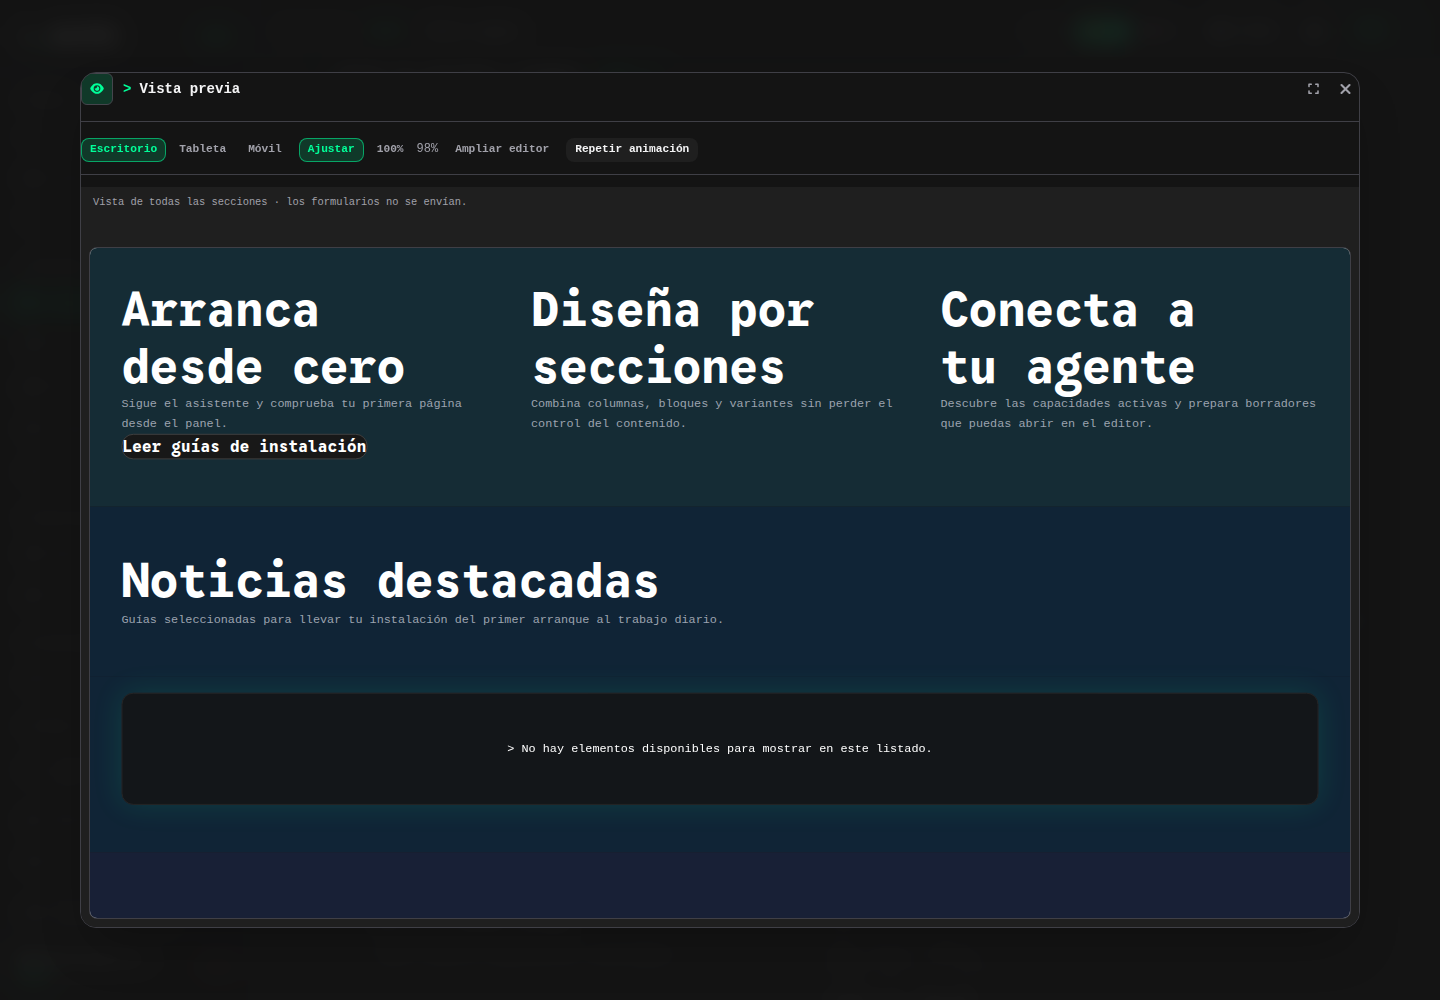 > Vista previa
Escritorio Tableta Móvil Ajustar 100% 98% Ampliar editor Repetir animación
Vista de todas las secciones · los formularios no se envían.
Arranca
desde cero
Sigue el asistente y comprueba tu primera página
desde el panel.
Leer guías de instalación
Diseña por
secciones
Combina columnas, bloques y variantes sin perder el
control del contenido.
Conecta a
tu agente
Descubre las capacidades activas y prepara borradores
que puedas abrir en el editor.
Noticias destacadas
Guías seleccionadas para llevar tu instalación del primer arranque al trabajo diario.
> No hay elementos disponibles para mostrar en este listado.